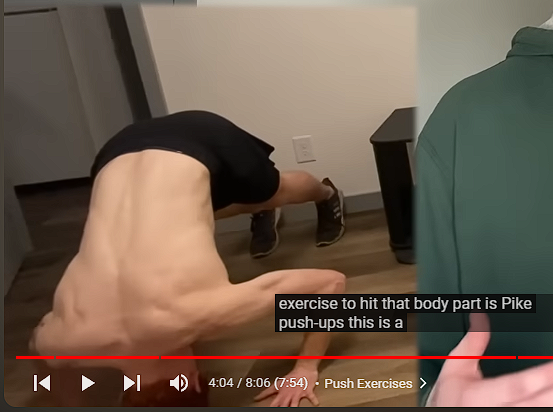 exercise to hit that body part is Pike
push-ups this is a
4:04 / 8:06 (7:54) • Push Exercises